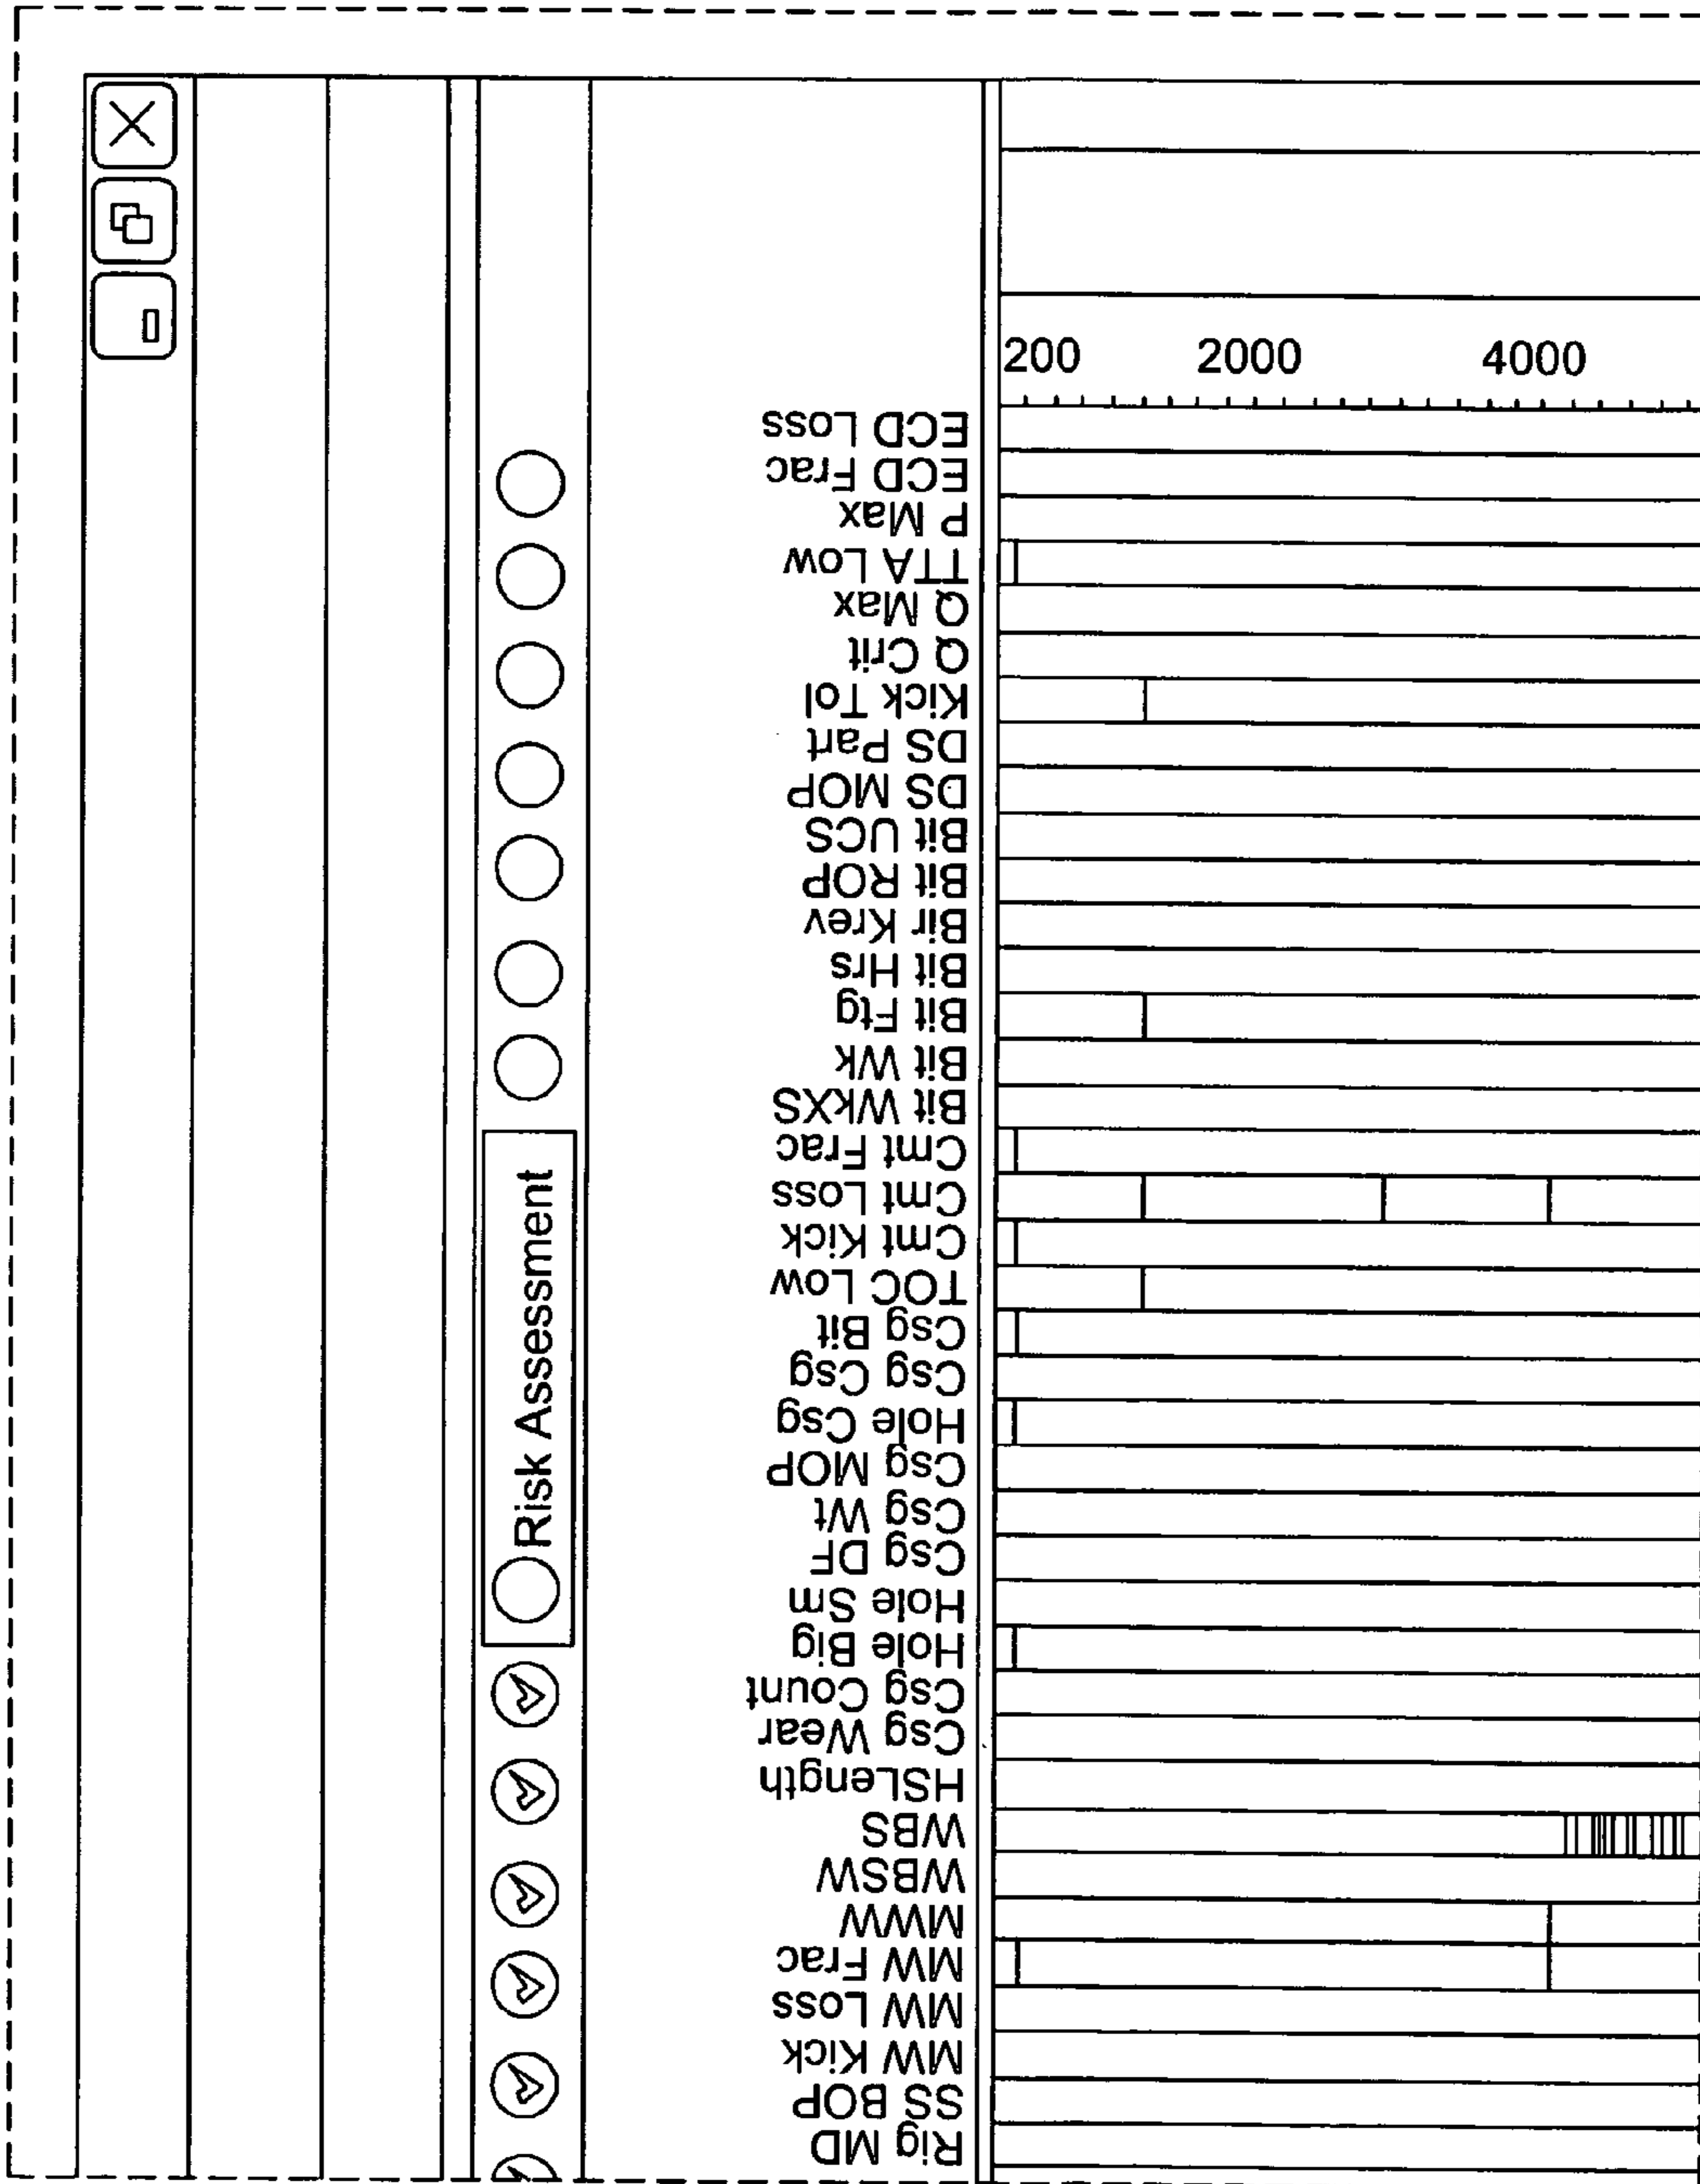 200 2000 4000
ECD Loss
ECD Frac
P Max
TTA Low
Q Max
Q Crit
Kick Tol
DS Part
DS MOP
Bit UCS
Bit ROP
Bir Krev
Bit Hrs
Bit Ftg
Bit Wk
Bit WkXS
Cmt Frac
Cmt Loss
Cmt Kick
TOC Low
Csg Bit
Csg Csg
Hole Csg
Csg MOP
Csg Wt
Csg DF
Hole Sm
Hole Big
Csg Count
Csg Wear
HSLength
WBS
WBSW
MWW
MW Frac
MW Loss
MW Kick
SS BOP
Rig MD
Risk Assessment